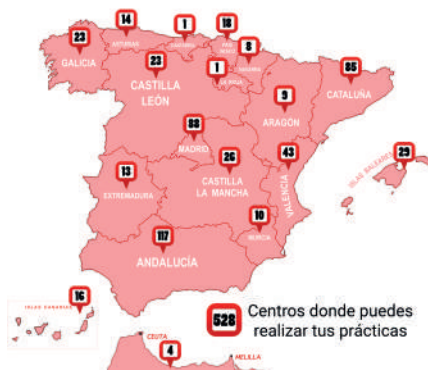 14
1
18
23
8
ASTURIAS
CANTABRIA
PAÍS
VASCO
GALICIA
23
1
NAVARRA
85
LA RIOJA
CASTILLA
LEÓN
CATALUÑA
9
ARAGÓN
88
MADRID
43
29
ISLAS BALEARES
13
26
EXTREMADURA
CASTILLA
LA MANCHA
VALENCIA
10
MURCIA
117
ANDALUCÍA
16
ISLAS CANARIAS
528
Centros donde puedes
realizar tus prácticas
CEUTA
4
MELILLA